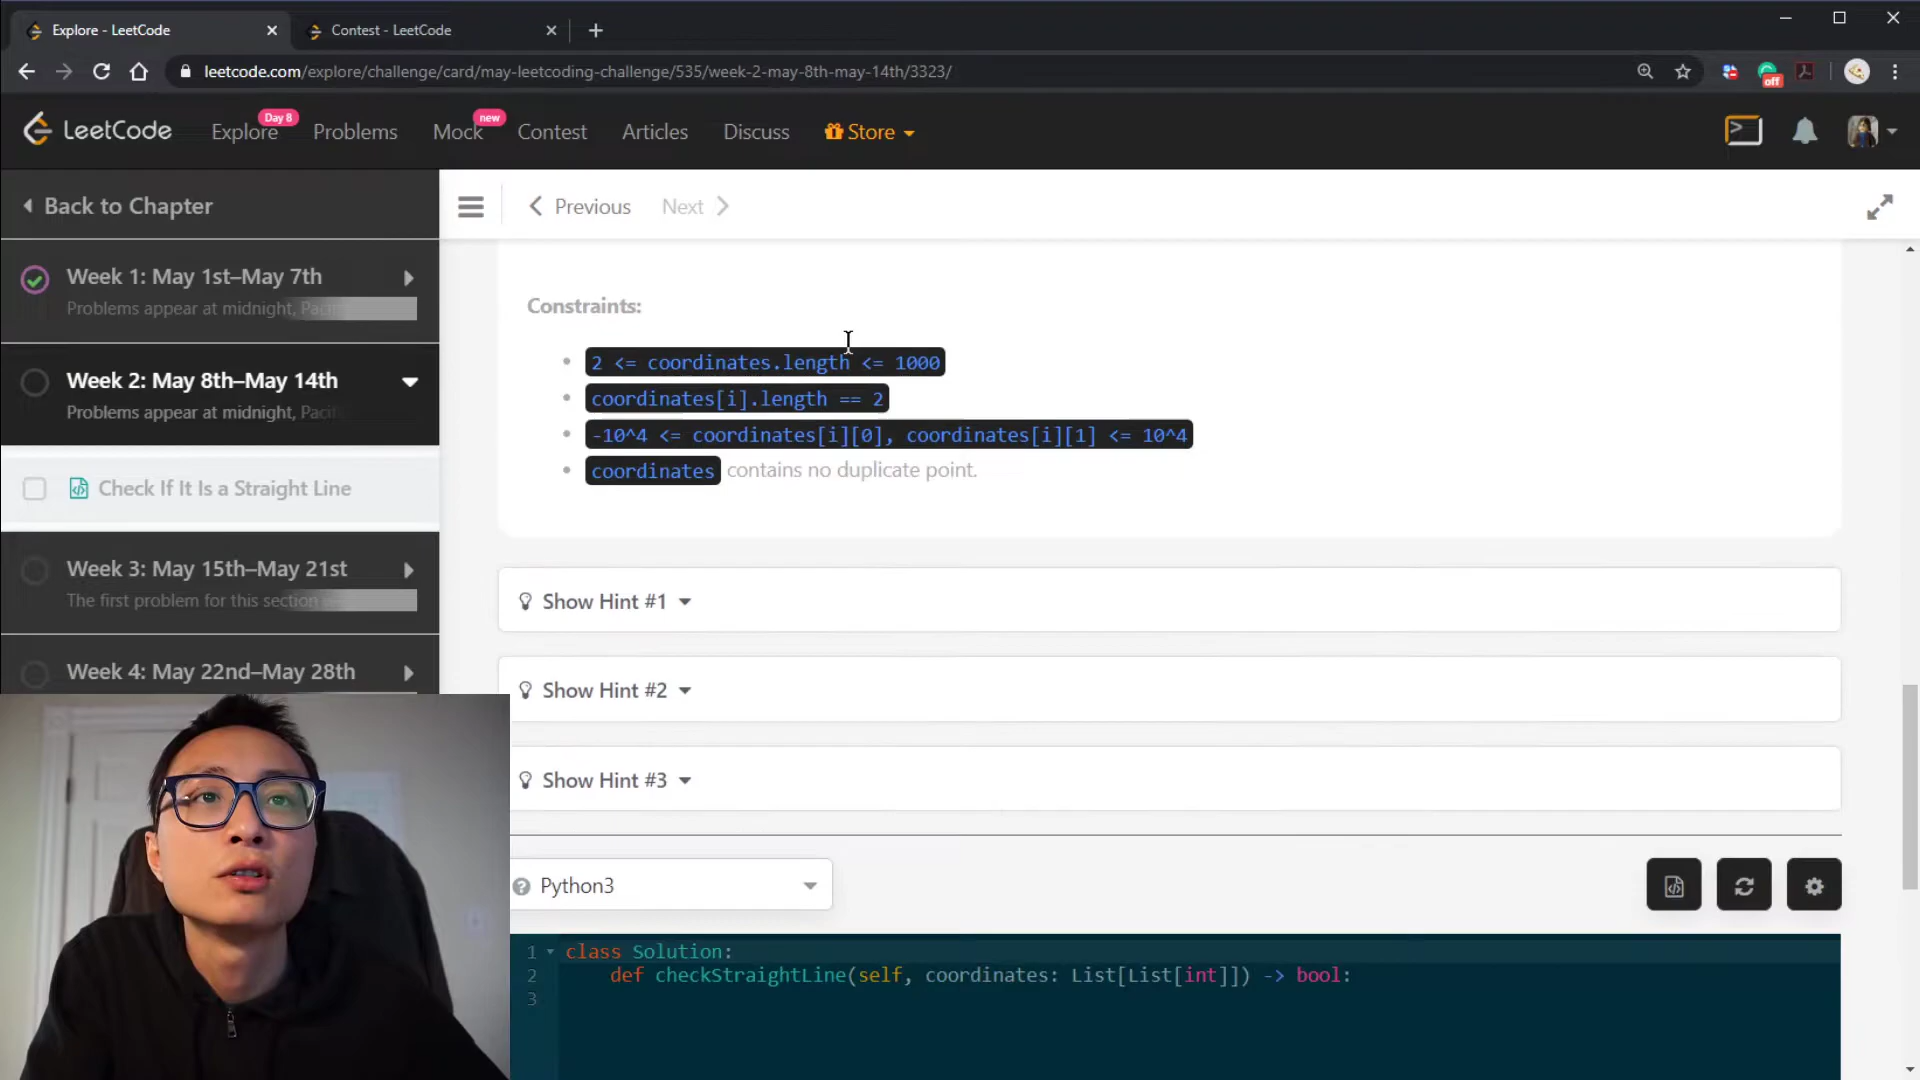 Explore - LeetCode
Contest - LeetCode
leetcode.com/explore/challenge/card/may-leetcoding-challenge/535/week-2-may-8th-may-14th/3323/
off
LeetCode
Explore
Day 8
Problems
Mock
new
Contest
Articles
Discuss
Store
Back to Chapter
Previous
Next
Week 1: May 1st–May 7th
Problems appear at midnight,
Week 2: May 8th–May 14th
Problems appear at midnight,
Check If It Is a Straight Line
Week 3: May 15th–May 21st
The first problem for this section
Week 4: May 22nd–May 28th
Constraints:
2 <= coordinates.length <= 1000
coordinates[i].length == 2
-10^4 <= coordinates[i][0], coordinates[i][1] <= 10^4
coordinates contains no duplicate point.
Show Hint #1
Show Hint #2
Show Hint #3
Python3
1 class Solution:
2 def checkStraightLine(self, coordinates: List[List[int]]) -> bool:
3